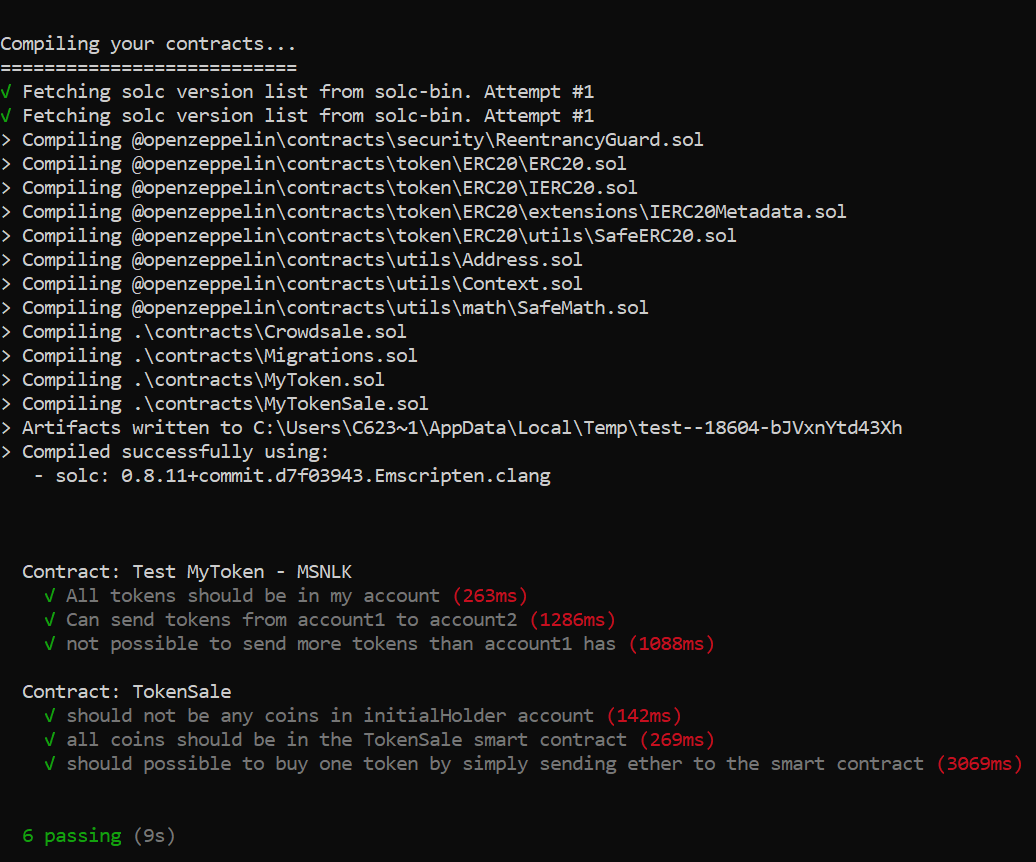 Compiling your contracts...
===========================
√ Fetching solc version list from solc-bin. Attempt #1
√ Fetching solc version list from solc-bin. Attempt #1
> Compiling @openzeppelin\contracts\security\ReentrancyGuard.sol
> Compiling @openzeppelin\contracts\token\ERC20\ERC20.sol
> Compiling @openzeppelin\contracts\token\ERC20\IERC20.sol
> Compiling @openzeppelin\contracts\token\ERC20\extensions\IERC20Metadata.sol
> Compiling @openzeppelin\contracts\token\ERC20\utils\SafeERC20.sol
> Compiling @openzeppelin\contracts\utils\Address.sol
> Compiling @openzeppelin\contracts\utils\Context.sol
> Compiling @openzeppelin\contracts\utils\math\SafeMath.sol
> Compiling .\contracts\Crowdsale.sol
> Compiling .\contracts\Migrations.sol
> Compiling .\contracts\MyToken.sol
> Compiling .\contracts\MyTokenSale.sol
> Artifacts written to C:\Users\C623~1\AppData\Local\Temp\test--18604-bJVxnYtd43Xh
> Compiled successfully using:
   - solc: 0.8.11+commit.d7f03943.Emscripten.clang
  Contract: Test MyToken - MSNLK
    √ All tokens should be in my account (263ms)
    √ Can send tokens from account1 to account2 (1286ms)
    √ not possible to send more tokens than account1 has (1088ms)
  Contract: TokenSale
    √ should not be any coins in initialHolder account (142ms)
    √ all coins should be in the TokenSale smart contract (269ms)
    √ should possible to buy one token by simply sending ether to the smart contract (3069ms)
  6 passing (9s)